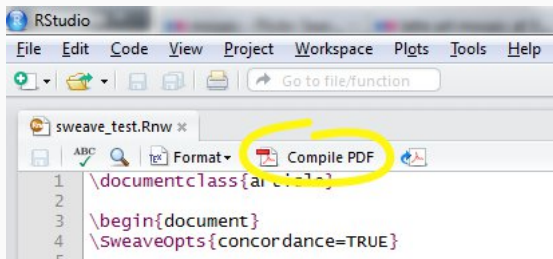 RStudio
File Edit Code View Project Workspace Plots Tools Help
Go to file/function
sweave_test.Rnw
ABC Format Compile PDF
1 \documentclass{article}
2
3 \begin{document}
4 \SweaveOpts{concordance=TRUE}